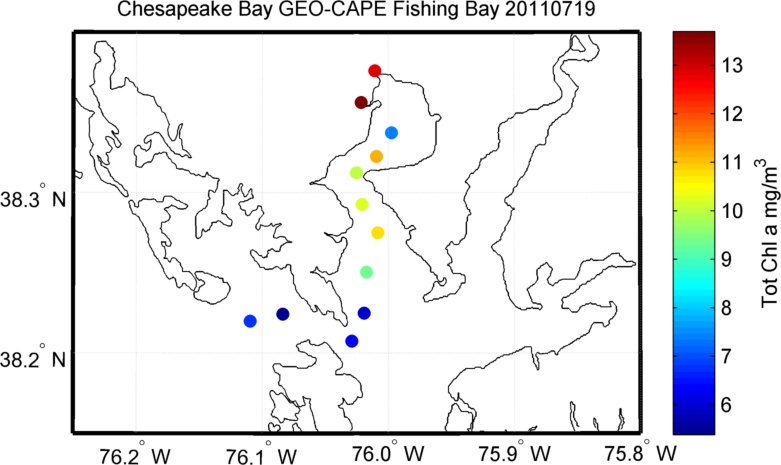 Chesapeake Bay GEO-CAPE Fishing Bay 20110719
38.3° N
38.2° N
76.2° W
76.1° W
76.0° W
75.9° W
75.8° W
13
12
11
10
9
8
7
6
Tot Chl a mg/m³